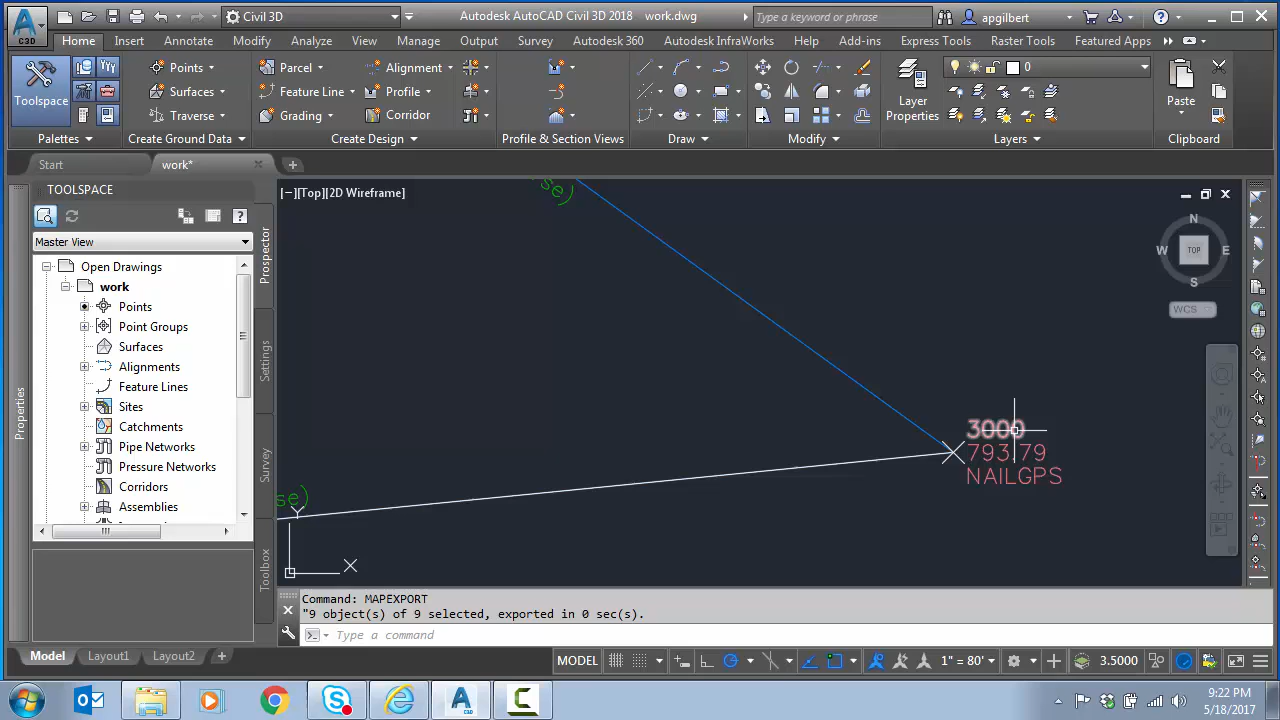 Civil 3D
Autodesk AutoCAD Civil 3D 2018 work.dwg
Type a keyword or phrase
apgilbert
C3D
Home
Insert
Annotate
Modify
Analyze
View
Manage
Output
Survey
Autodesk 360
Autodesk InfraWorks
Help
Add-ins
Express Tools
Raster Tools
Featured Apps
Toolspace
Points
Surfaces
Traverse
Parcel
Feature Line
Grading
Alignment
Profile
Corridor
Layer
Properties
0
Paste
Palettes
Create Ground Data
Create Design
Profile & Section Views
Draw
Modify
Layers
Clipboard
Start
work*
TOOLSPACE
Master View
Open Drawings
work
Points
Point Groups
Surfaces
Alignments
Feature Lines
Sites
Catchments
Pipe Networks
Pressure Networks
Corridors
Assemblies
Properties
Prospector
Settings
Survey
Toolbox
[−][Top][2D Wireframe]
se)
se)
Y
X
3000
793.79
NAILGPS
N
W
TOP
E
S
WCS
Command: MAPEXPORT
"9 object(s) of 9 selected, exported in 0 sec(s).
Type a command
Model
Layout1
Layout2
MODEL
1" = 80'
3.5000
9:22 PM
5/18/2017